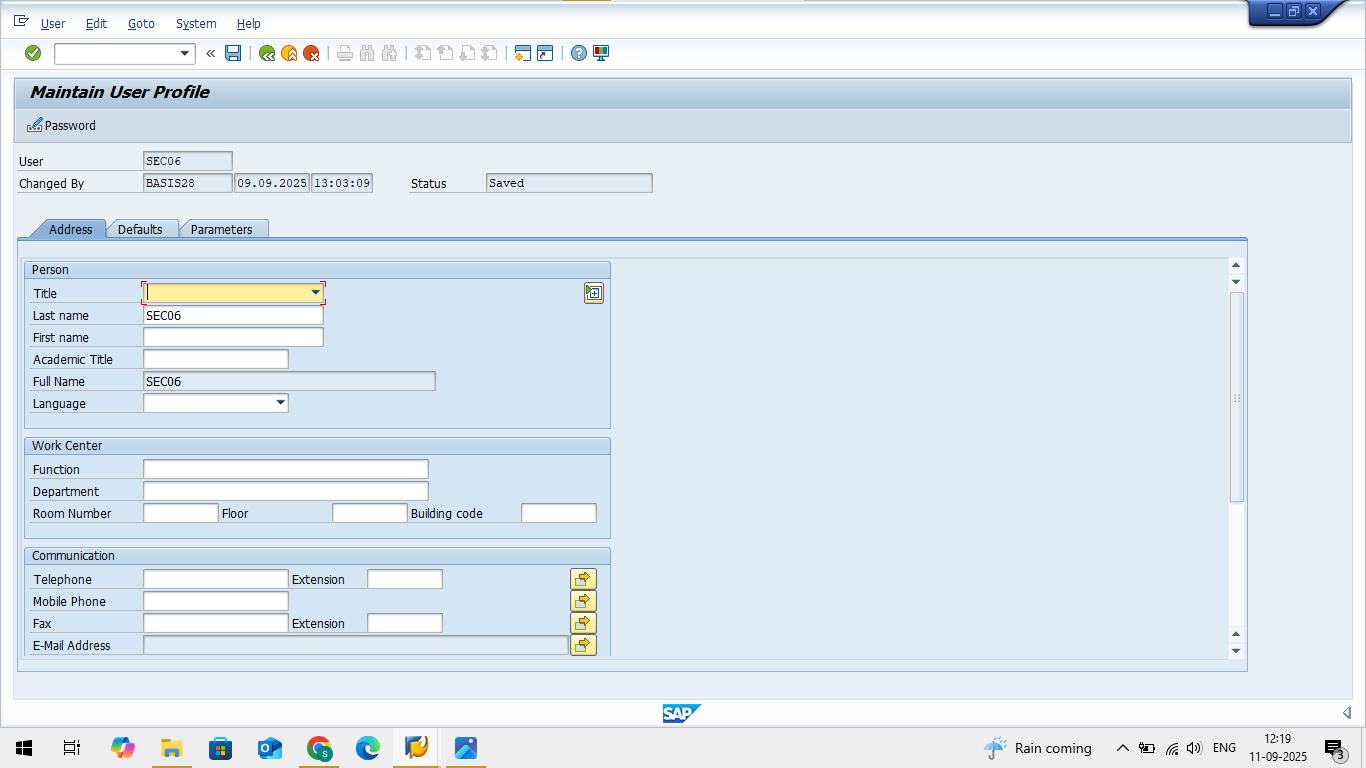 User Edit Goto System Help
Maintain User Profile
Password
User SEC06
Changed By BASIS28 09.09.2025 13:03:09 Status Saved
Address Defaults Parameters
Person
Title
Last name SEC06
First name
Academic Title
Full Name SEC06
Language
Work Center
Function
Department
Room Number Floor Building code
Communication
Telephone Extension
Mobile Phone
Fax Extension
E-Mail Address
SAP
Rain coming ENG 12:19
11-09-2025 3